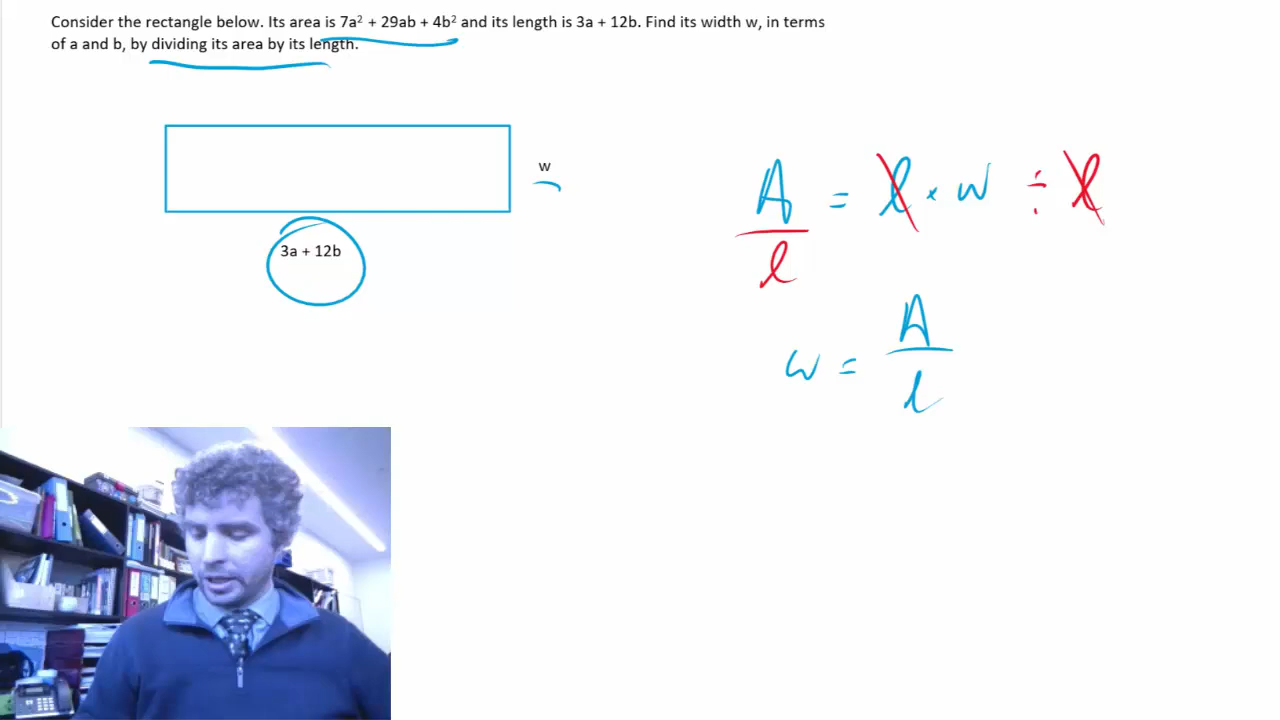 Consider the rectangle below. Its area is 7a² + 29ab + 4b² and its length is 3a + 12b. Find its width w, in terms
of a and b, by dividing its area by its length.
w
3a + 12b
A/l = l × w ÷ l
w = A/l